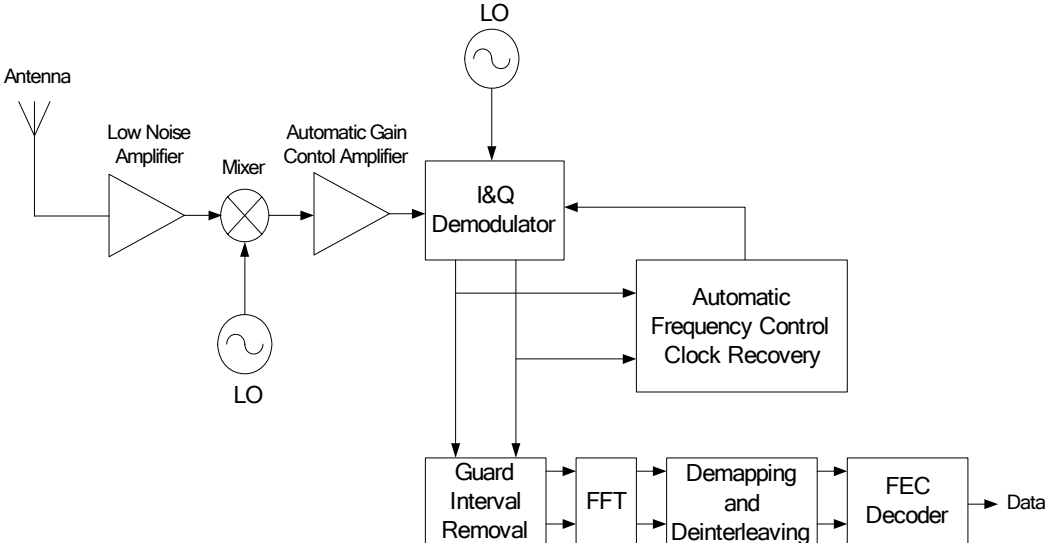 LO
Antenna
Low Noise
Amplifier
Mixer
Automatic Gain
Contol Amplifier
I&Q
Demodulator
Automatic
Frequency Control
Clock Recovery
LO
Guard
Interval
Removal
FFT
Demapping
and
Deinterleaving
FEC
Decoder
Data